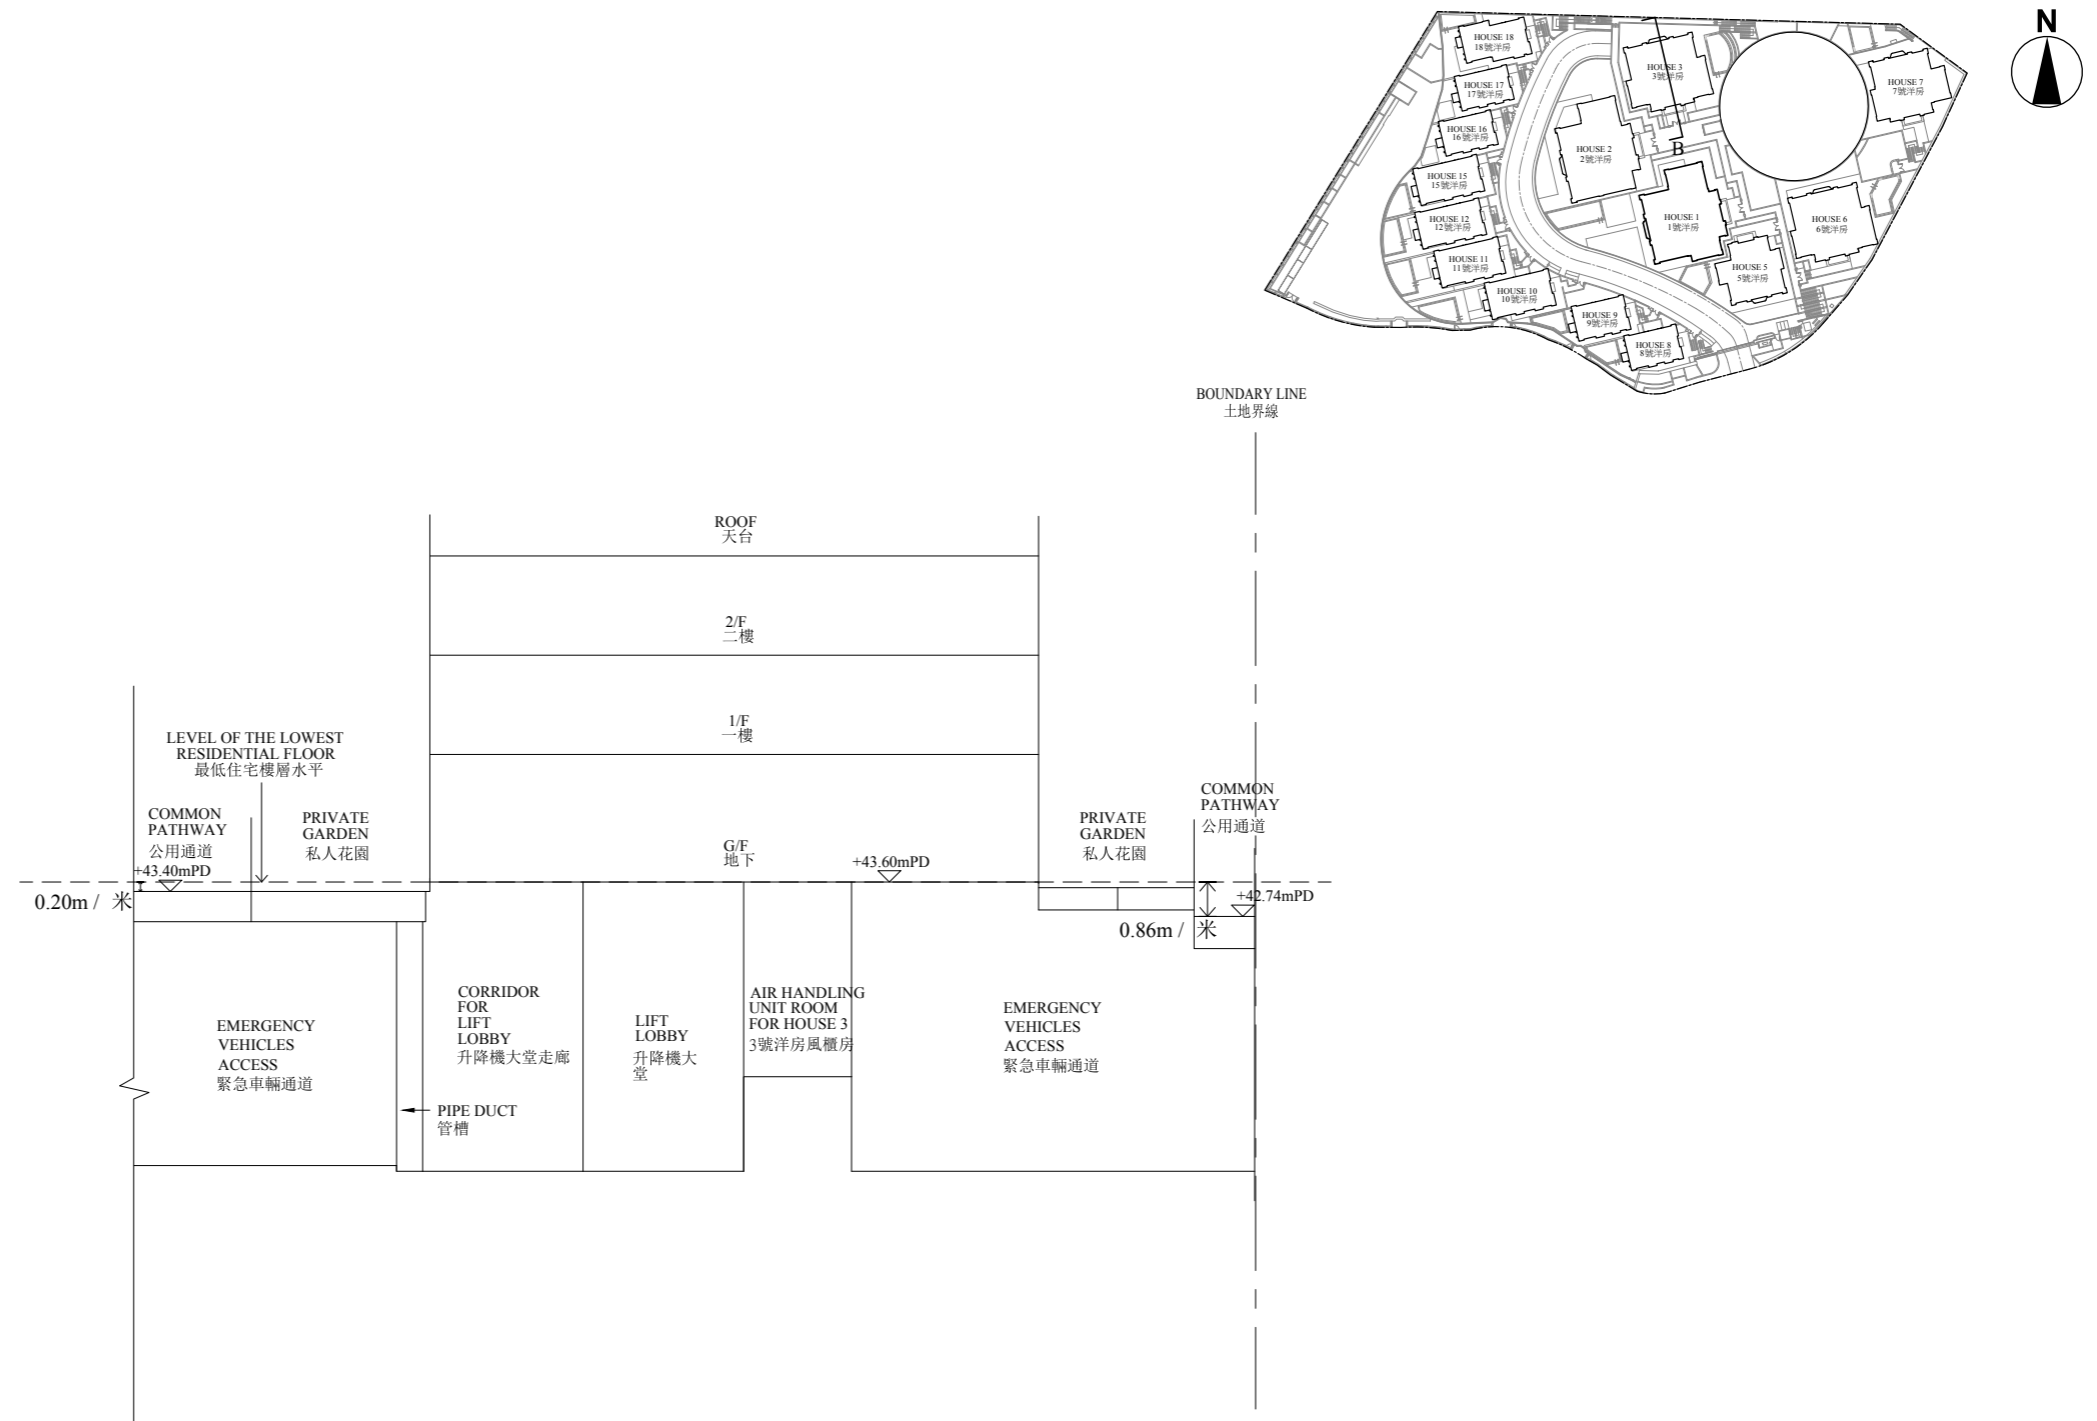 N
HOUSE 18
18號洋房
HOUSE 17
17號洋房
HOUSE 16
16號洋房
HOUSE 15
15號洋房
HOUSE 12
12號洋房
HOUSE 11
11號洋房
HOUSE 10
10號洋房
HOUSE 9
9號洋房
HOUSE 8
8號洋房
HOUSE 3
3號洋房
HOUSE 2
2號洋房
B
HOUSE 1
1號洋房
HOUSE 5
5號洋房
HOUSE 6
6號洋房
HOUSE 7
7號洋房
BOUNDARY LINE
土地界線
ROOF
天台
2/F
二樓
1/F
一樓
G/F
地下
LEVEL OF THE LOWEST
RESIDENTIAL FLOOR
最低住宅樓層水平
COMMON
PATHWAY
公用通道
+43.40mPD
PRIVATE
GARDEN
私人花園
0.20m / 米
+43.60mPD
PRIVATE
GARDEN
私人花園
COMMON
PATHWAY
公用通道
+42.74mPD
0.86m / 米
EMERGENCY
VEHICLES
ACCESS
緊急車輛通道
PIPE DUCT
管槽
CORRIDOR
FOR
LIFT
LOBBY
升降機大堂走廊
LIFT
LOBBY
升降機大
堂
AIR HANDLING
UNIT ROOM
FOR HOUSE 3
3號洋房風櫃房
EMERGENCY
VEHICLES
ACCESS
緊急車輛通道